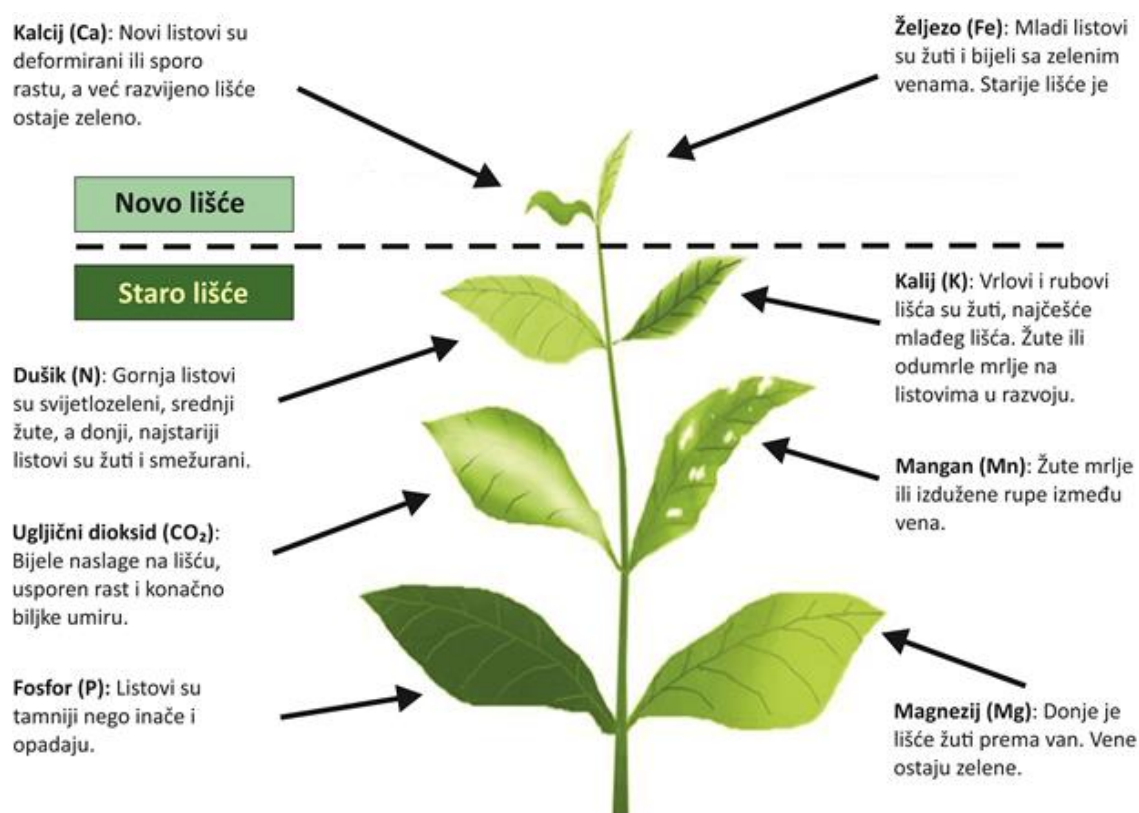 Kalcij (Ca): Novi listovi su
deformirani ili sporo
rastu, a već razvijeno lišće
ostaje zeleno.
Željezo (Fe): Mladi listovi
su žuti i bijeli sa zelenim
venama. Starije lišće je
Novo lišće
Staro lišće
Dušik (N): Gornja listovi
su svijetlozeleni, srednji
žute, a donji, najstariji
listovi su žuti i smežurani.
Kalij (K): Vrlovi i rubovi
lišća su žuti, najčešće
mlađeg lišća. Žute ili
odumrle mrlje na
listovima u razvoju.
Ugljični dioksid (CO₂):
Bijele naslage na lišću,
usporen rast i konačno
biljke umiru.
Mangan (Mn): Žute mrlje
ili izdužene rupe između
vena.
Fosfor (P): Listovi su
tamniji nego inače i
opadaju.
Magnezij (Mg): Donje je
lišće žuti prema van. Vene
ostaju zelene.